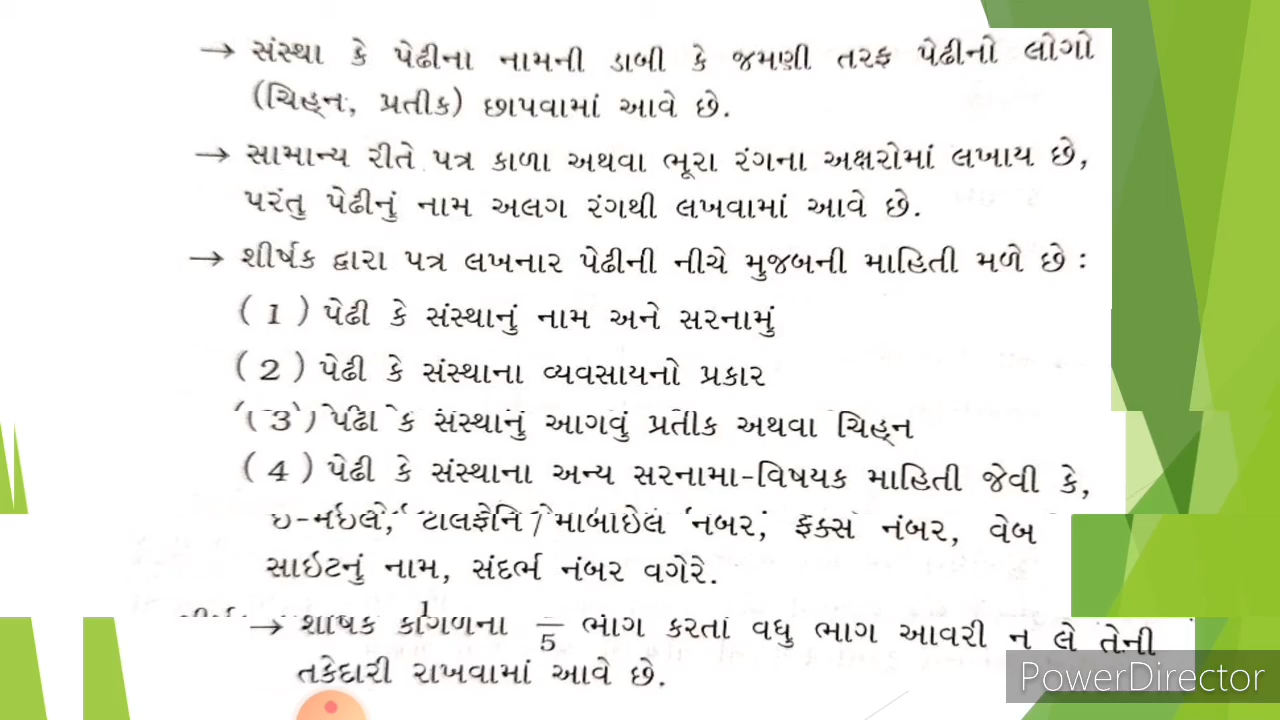 → સંસ્થા કે પેઢીના નામની ડાબી કે જમણી તરફ પેઢીનો લોગો
(ચિહ્ન, પ્રતીક) છાપવામાં આવે છે.
→ સામાન્ય રીતે પત્ર કાળા અથવા ભૂરા રંગના અક્ષરોમાં લખાય છે,
પરંતુ પેઢીનું નામ અલગ રંગથી લખવામાં આવે છે.
→ શીર્ષક દ્વારા પત્ર લખનાર પેઢીની નીચે મુજબની માહિતી મળે છે :
(1) પેઢી કે સંસ્થાનું નામ અને સરનામું
(2) પેઢી કે સંસ્થાના વ્યવસાયનો પ્રકાર
(3) પેઢી કે સંસ્થાનું આગવું પ્રતીક અથવા ચિહ્ન
(4) પેઢી કે સંસ્થાના અન્ય સરનામા-વિષયક માહિતી જેવી કે,
ઇ-મેઇલ, ટેલિફોન / મોબાઇલ નંબર, ફૅક્સ નંબર, વેબ
સાઇટનું નામ, સંદર્ભ નંબર વગેરે.
→ શીર્ષક કાગળના 1/5 ભાગ કરતાં વધુ ભાગ આવરી ન લે તેની
તકેદારી રાખવામાં આવે છે.
PowerDirector